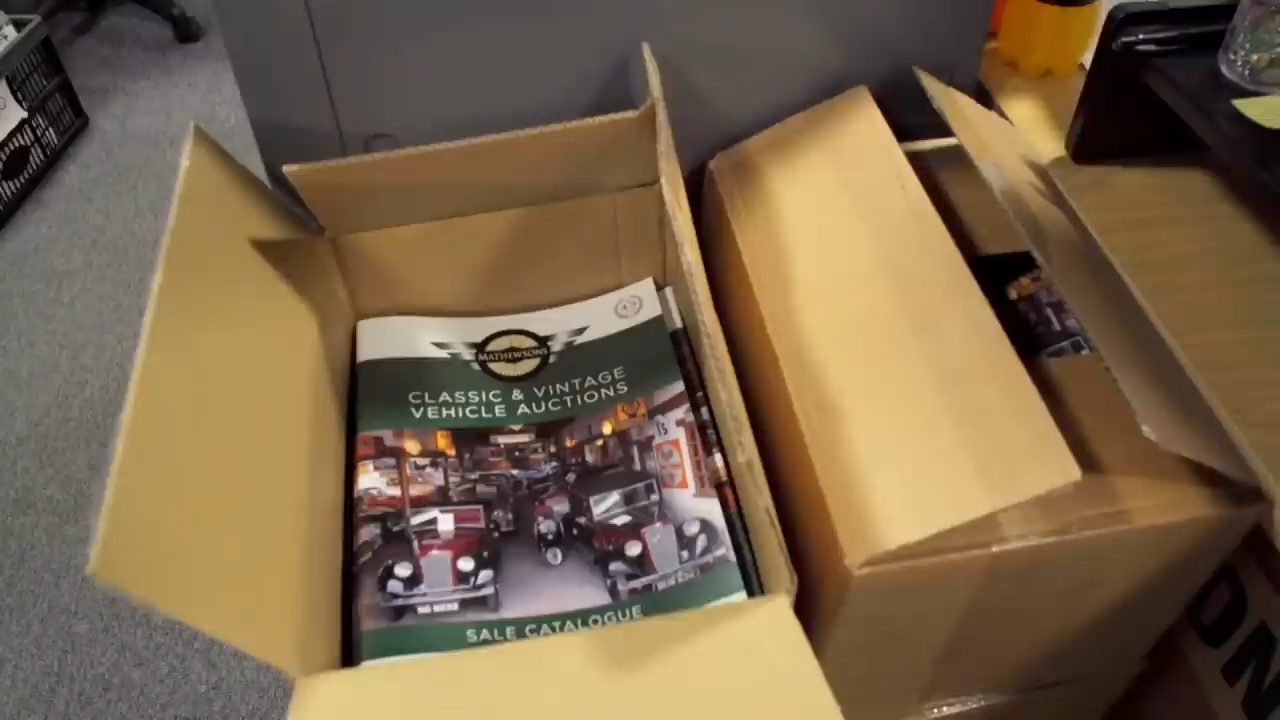 MATHEWSONS
CLASSIC & VINTAGE
VEHICLE AUCTIONS
SALE CATALOGUE